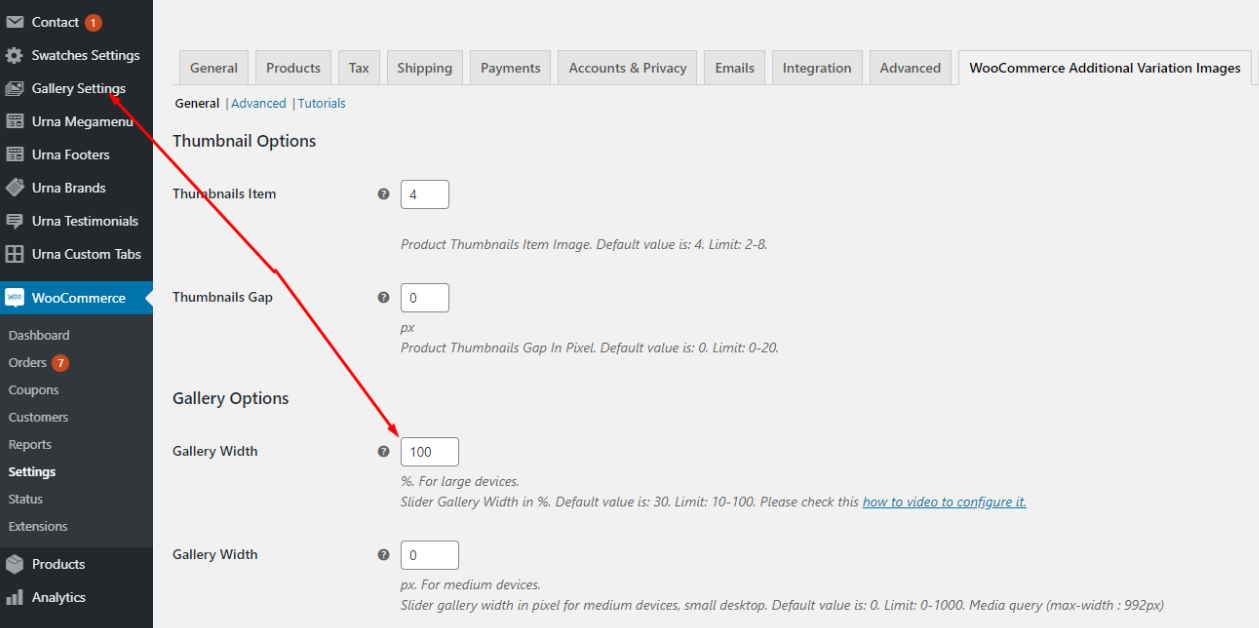 Contact 1
Swatches Settings
Gallery Settings
Urna Megamenu
Urna Footers
Urna Brands
Urna Testimonials
Urna Custom Tabs
Woo WooCommerce
Dashboard
Orders 7
Coupons
Customers
Reports
Settings
Status
Extensions
Products
Analytics
General Products Tax Shipping Payments Accounts & Privacy Emails Integration Advanced WooCommerce Additional Variation Images
General | Advanced | Tutorials
Thumbnail Options
Thumbnails Item ? 4
Product Thumbnails Item Image. Default value is: 4. Limit: 2-8.
Thumbnails Gap ? 0
px
Product Thumbnails Gap In Pixel. Default value is: 0. Limit: 0-20.
Gallery Options
Gallery Width ? 100
%. For large devices.
Slider Gallery Width in %. Default value is: 30. Limit: 10-100. Please check this how to video to configure it.
Gallery Width ? 0
px. For medium devices.
Slider gallery width in pixel for medium devices, small desktop. Default value is: 0. Limit: 0-1000. Media query (max-width : 992px)